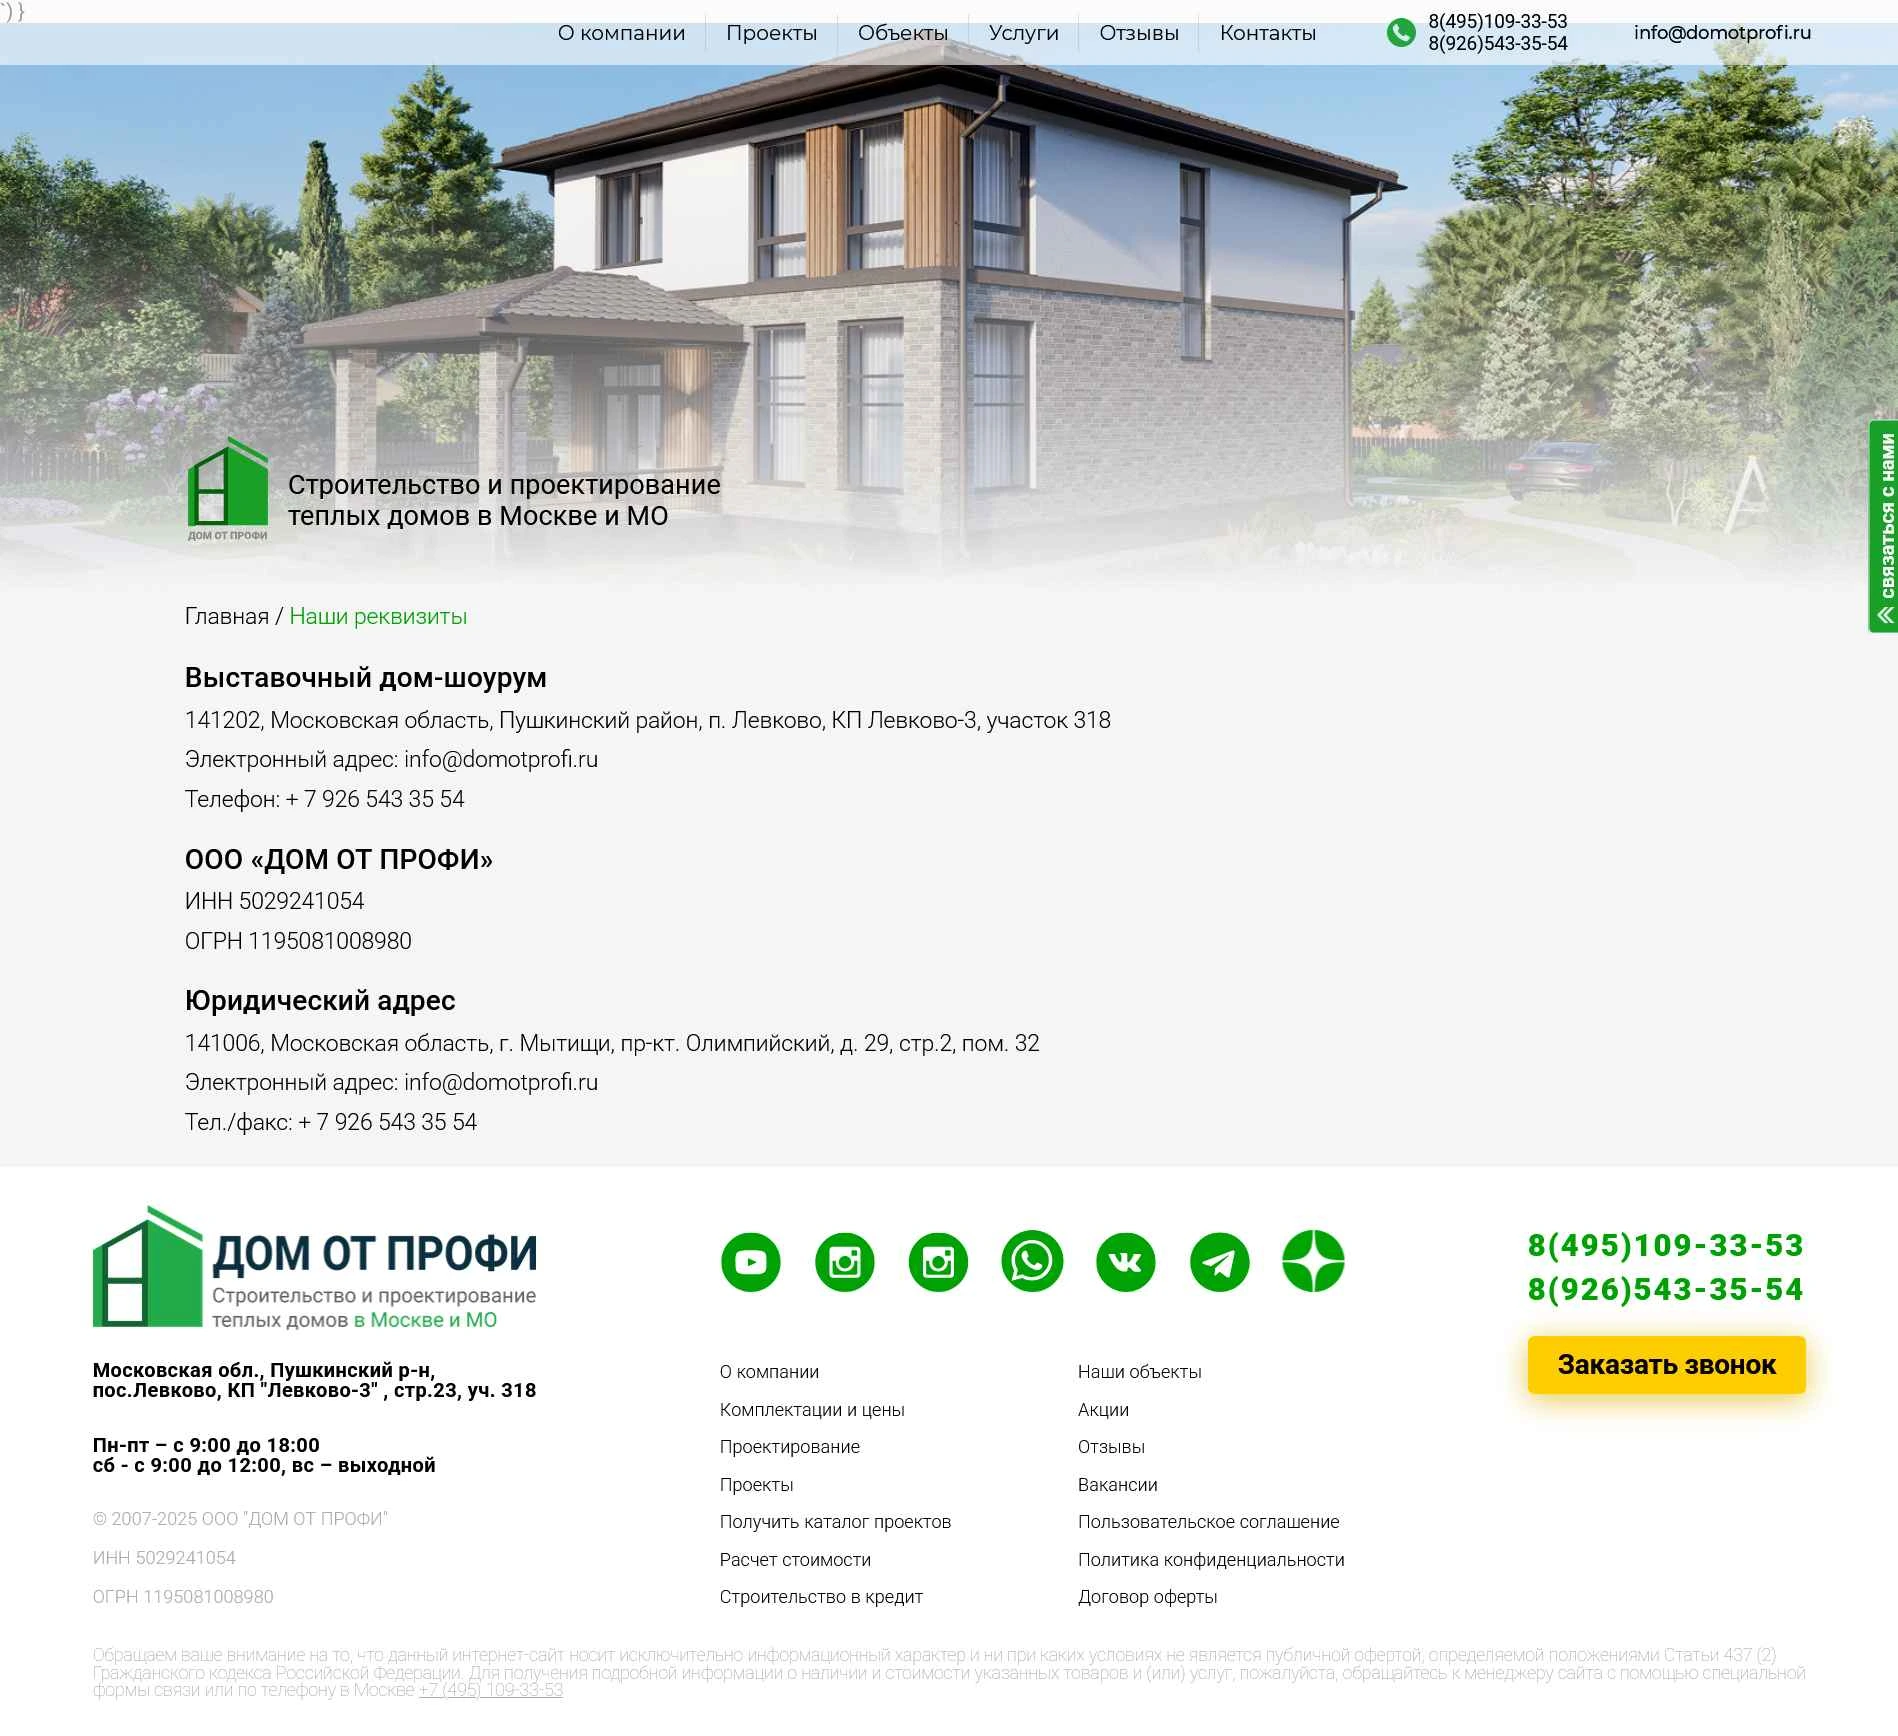 `) }
О компании
Проекты
Объекты
Услуги
Отзывы
Контакты
8(495)109-33-53
8(926)543-35-54
info@domotprofi.ru
связаться с нами
ДОМ ОТ ПРОФИ
Строительство и проектирование
теплых домов в Москве и МО
Главная / Наши реквизиты
Выставочный дом-шоурум
141202, Московская область, Пушкинский район, п. Левково, КП Левково-3, участок 318
Электронный адрес: info@domotprofi.ru
Телефон: + 7 926 543 35 54
ООО «ДОМ ОТ ПРОФИ»
ИНН 5029241054
ОГРН 1195081008980
Юридический адрес
141006, Московская область, г. Мытищи, пр-кт. Олимпийский, д. 29, стр.2, пом. 32
Электронный адрес: info@domotprofi.ru
Тел./факс: + 7 926 543 35 54
ДОМ ОТ ПРОФИ
Строительство и проектирование
теплых домов в Москве и МО
Московская обл., Пушкинский р-н,
пос.Левково, КП "Левково-3" , стр.23, уч. 318
Пн-пт – с 9:00 до 18:00
сб - с 9:00 до 12:00, вс – выходной
© 2007-2025 ООО "ДОМ ОТ ПРОФИ"
ИНН 5029241054
ОГРН 1195081008980
О компании
Комплектации и цены
Проектирование
Проекты
Получить каталог проектов
Расчет стоимости
Строительство в кредит
Наши объекты
Акции
Отзывы
Вакансии
Пользовательское соглашение
Политика конфиденциальности
Договор оферты
8(495)109-33-53
8(926)543-35-54
Заказать звонок
Обращаем ваше внимание на то, что данный интернет-сайт носит исключительно информационный характер и ни при каких условиях не является публичной офертой, определяемой положениями Статьи 437 (2)
Гражданского кодекса Российской Федерации. Для получения подробной информации о наличии и стоимости указанных товаров и (или) услуг, пожалуйста, обращайтесь к менеджеру сайта с помощью специальной
формы связи или по телефону в Москве +7 (495) 109-33-53